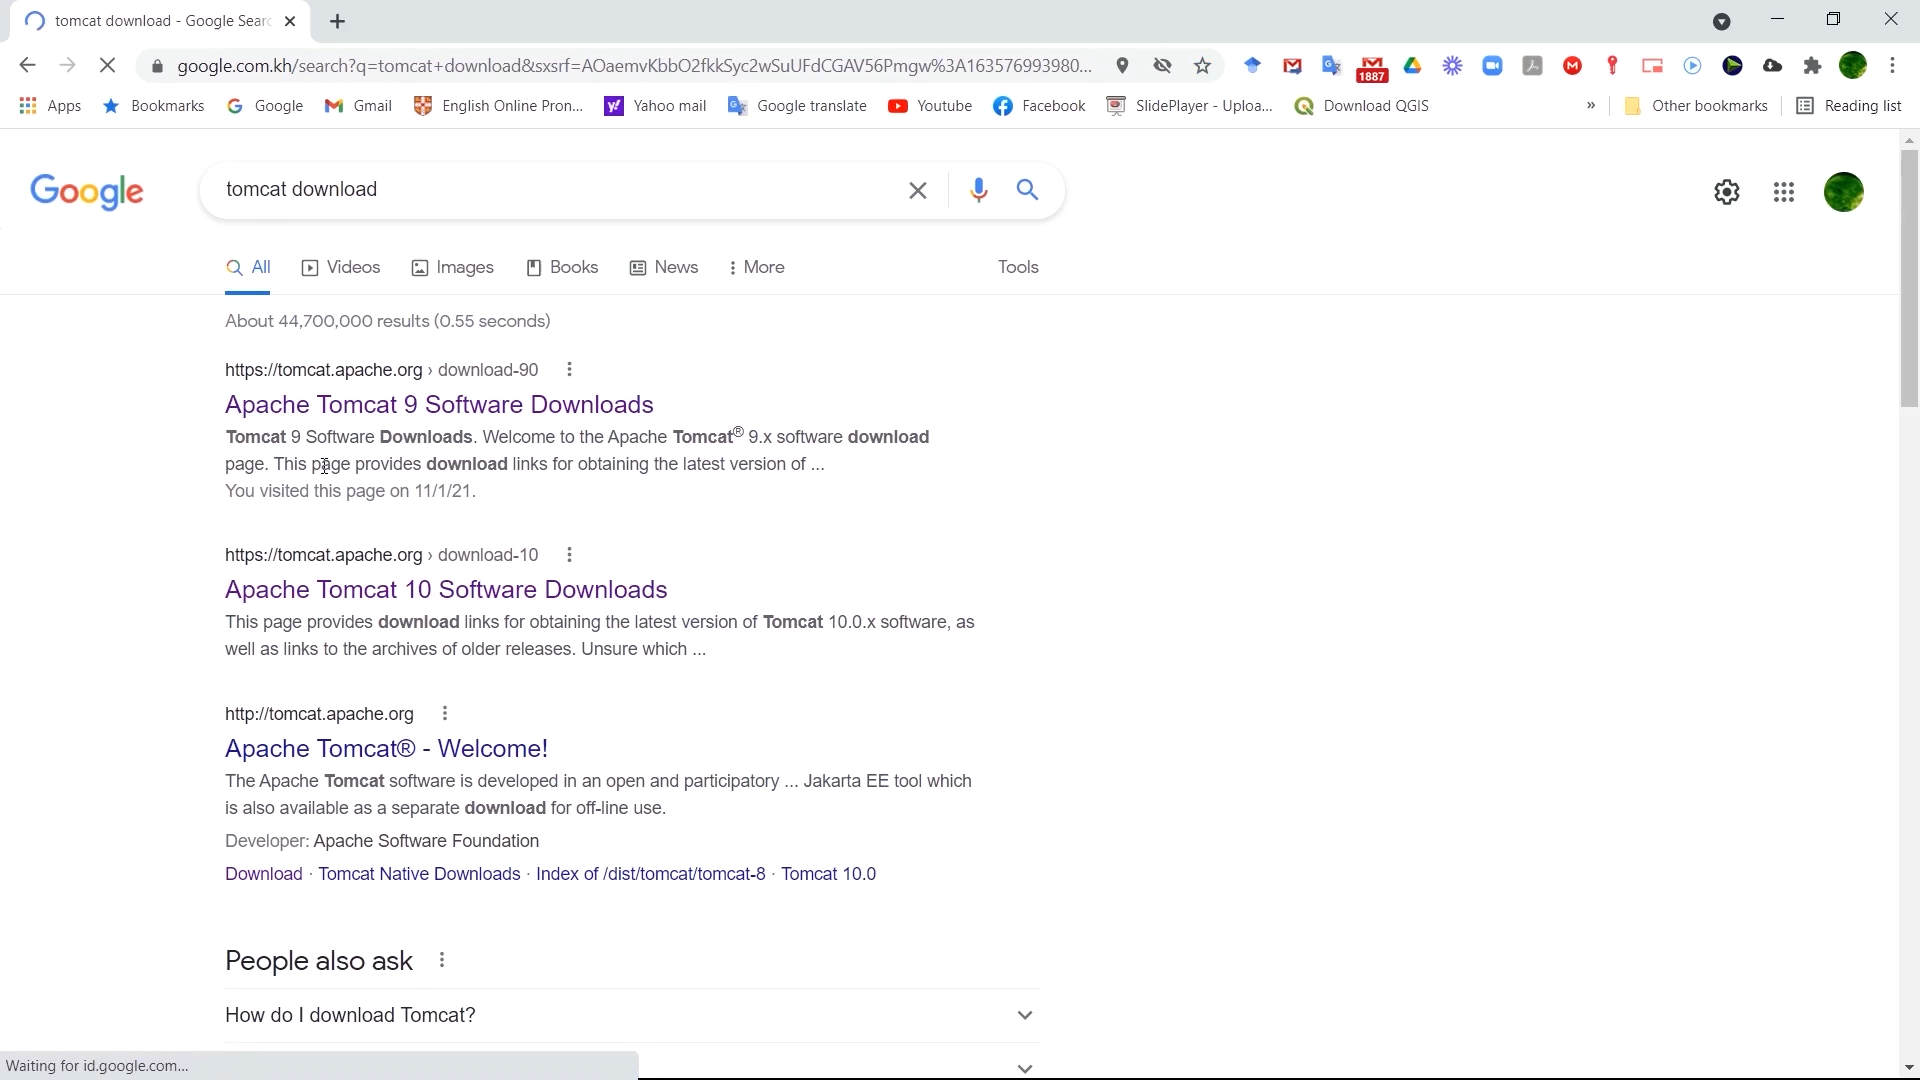 tomcat download - Google Searc
google.com.kh/search?q=tomcat+download&sxsrf=AOaemvKbbO2fkkSyc2wSuUFdCGAV56Pmgw%3A163576993980...
1887
Apps Bookmarks Google Gmail English Online Pron... Yahoo mail Google translate Youtube Facebook SlidePlayer - Uploa... Download QGIS » Other bookmarks Reading list
Google
tomcat download
All Videos Images Books News More Tools
About 44,700,000 results (0.55 seconds)
https://tomcat.apache.org › download-90
Apache Tomcat 9 Software Downloads
Tomcat 9 Software Downloads. Welcome to the Apache Tomcat® 9.x software download
page. This page provides download links for obtaining the latest version of ...
You visited this page on 11/1/21.
https://tomcat.apache.org › download-10
Apache Tomcat 10 Software Downloads
This page provides download links for obtaining the latest version of Tomcat 10.0.x software, as
well as links to the archives of older releases. Unsure which ...
http://tomcat.apache.org
Apache Tomcat® - Welcome!
The Apache Tomcat software is developed in an open and participatory ... Jakarta EE tool which
is also available as a separate download for off-line use.
Developer: Apache Software Foundation
Download · Tomcat Native Downloads · Index of /dist/tomcat/tomcat-8 · Tomcat 10.0
People also ask
How do I download Tomcat?
Waiting for id.google.com...